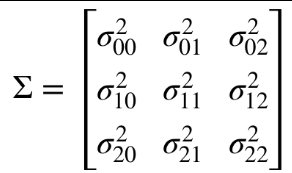 σ²₀₀ σ²₀₁ σ²₀₂
Σ = σ²₁₀ σ²₁₁ σ²₁₂
σ²₂₀ σ²₂₁ σ²₂₂